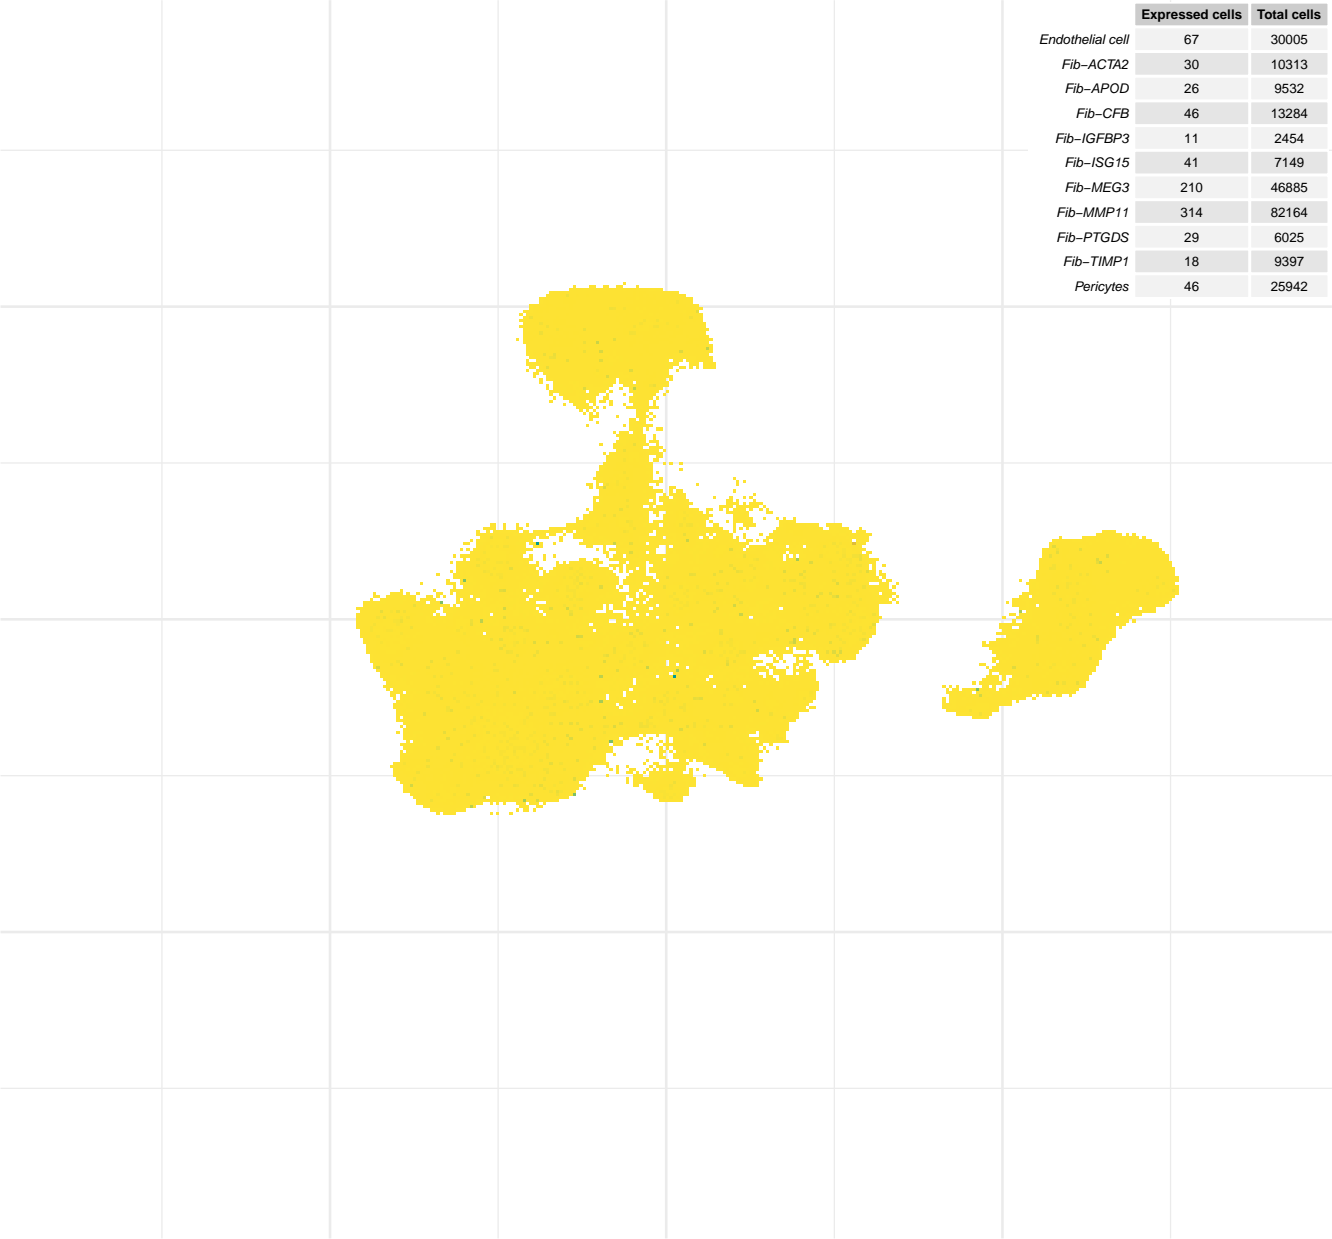 Expressed cells Total cells
Endothelial cell 67 30005
Fib−ACTA2 30 10313
Fib−APOD 26 9532
Fib−CFB 46 13284
Fib−IGFBP3 11 2454
Fib−ISG15 41 7149
Fib−MEG3 210 46885
Fib−MMP11 314 82164
Fib−PTGDS 29 6025
Fib−TIMP1 18 9397
Pericytes 46 25942